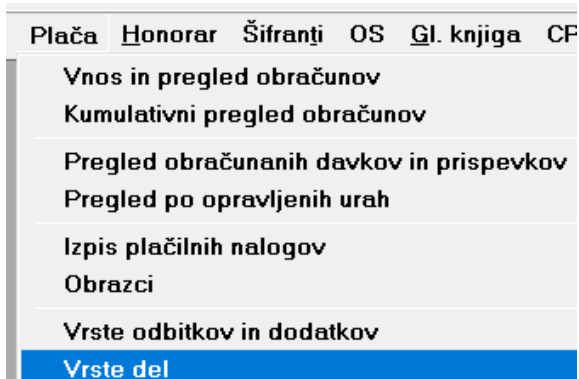 Plača Honorar Šifranti OS Gl. knjiga CP
Vnos in pregled obračunov
Kumulativni pregled obračunov
Pregled obračunanih davkov in prispevkov
Pregled po opravljenih urah
Izpis plačilnih nalogov
Obrazci
Vrste odbitkov in dodatkov
Vrste del